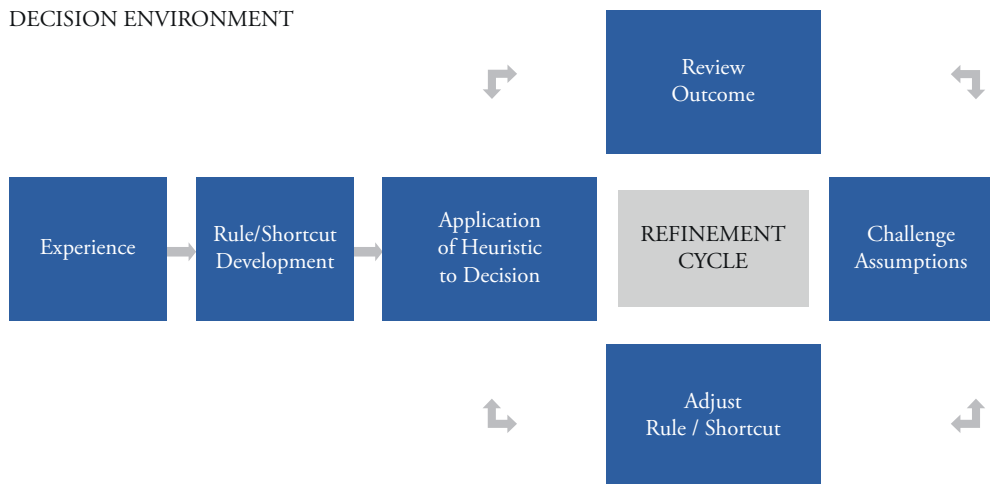 DECISION ENVIRONMENT
Review
Outcome
Experience
Rule/Shortcut
Development
Application
of Heuristic
to Decision
REFINEMENT
CYCLE
Challenge
Assumptions
Adjust
Rule / Shortcut